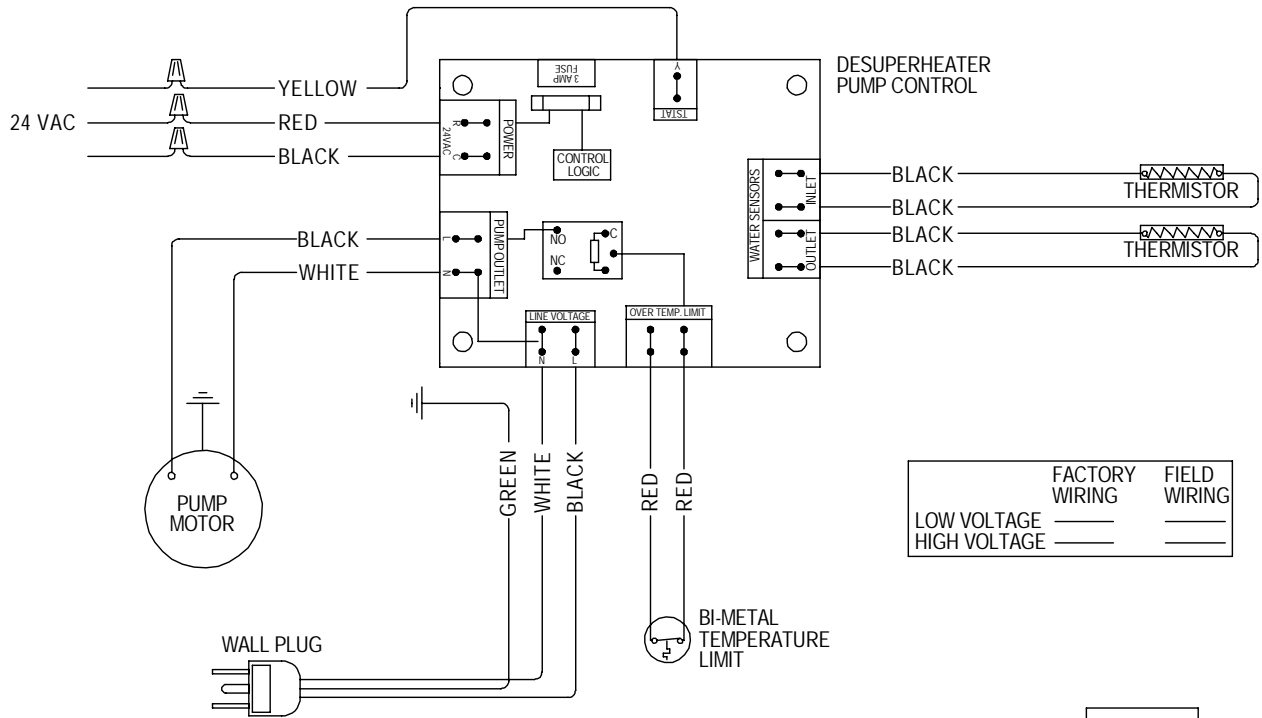 YELLOW
24 VAC
RED
BLACK
3 AMP
FUSE
Y
TSTAT
DESUPERHEATER
PUMP CONTROL
R
24VAC
C
POWER
CONTROL
LOGIC
WATER SENSORS
INLET
OUTLET
BLACK
BLACK
BLACK
BLACK
THERMISTOR
THERMISTOR
BLACK
WHITE
L
N
PUMP OUTLET
NO
C
NC
LINE VOLTAGE
N
L
OVER TEMP. LIMIT
GREEN
WHITE
BLACK
RED
RED
PUMP
MOTOR
FACTORY
WIRING
FIELD
WIRING
LOW VOLTAGE
HIGH VOLTAGE
BI-METAL
TEMPERATURE
LIMIT
WALL PLUG